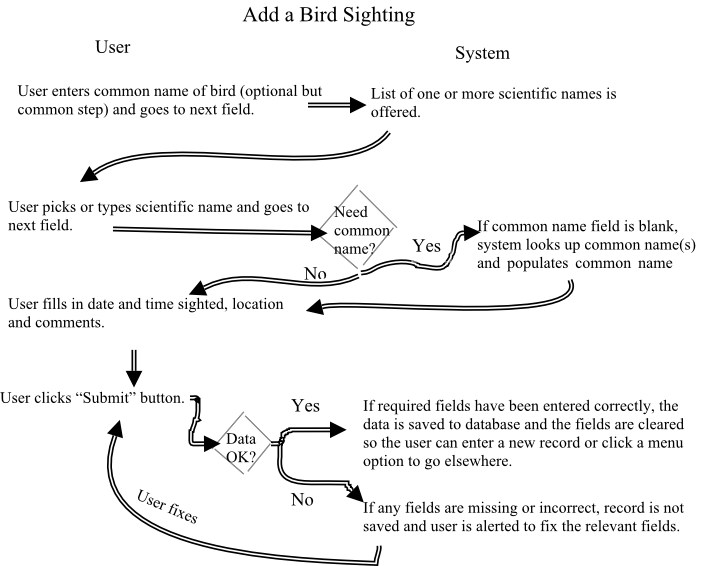 Add a Bird Sighting
User
System
User enters common name of bird (optional but
common step) and goes to next field.
List of one or more scientific names is
offered.
User picks or types scientific name and goes to
next field.
Need
common
name?
Yes
No
If common name field is blank,
system looks up common name(s)
and populates common name
User fills in date and time sighted, location
and comments.
User clicks “Submit” button.
Data
OK?
Yes
No
If required fields have been entered correctly, the
data is saved to database and the fields are cleared
so the user can enter a new record or click a menu
option to go elsewhere.
If any fields are missing or incorrect, record is not
saved and user is alerted to fix the relevant fields.
User fixes